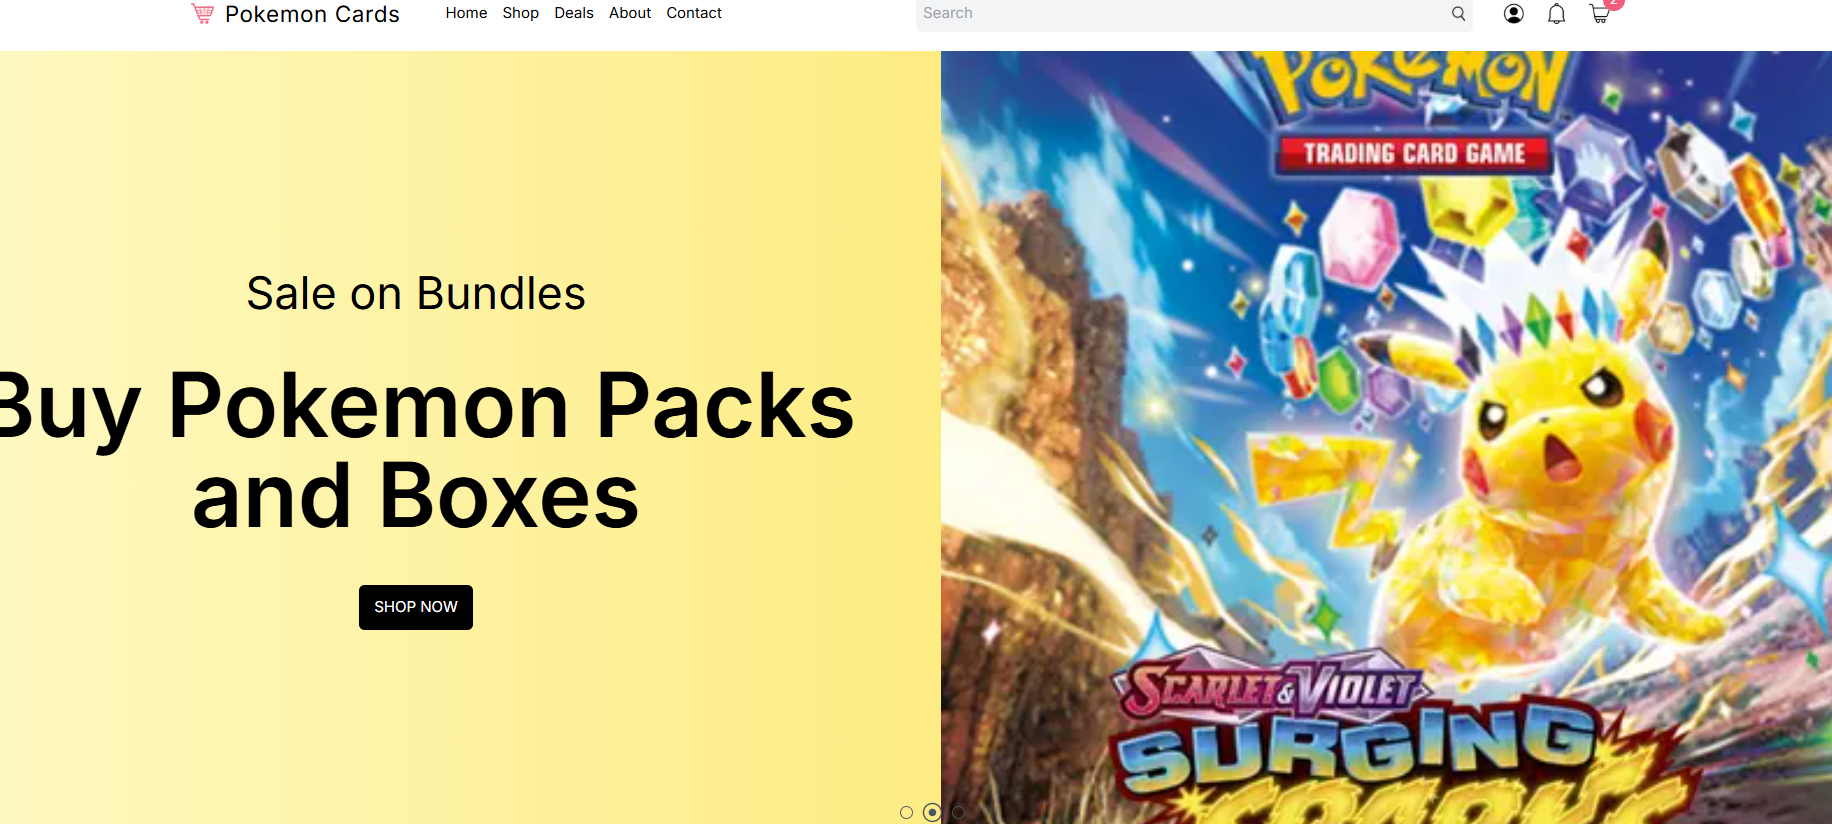 Pokemon Cards
Home Shop Deals About Contact
Search
2
Sale on Bundles
Buy Pokemon Packs
and Boxes
SHOP NOW
POKéMON
TRADING CARD GAME
SCARLET & VIOLET
SURGING
SPARKS